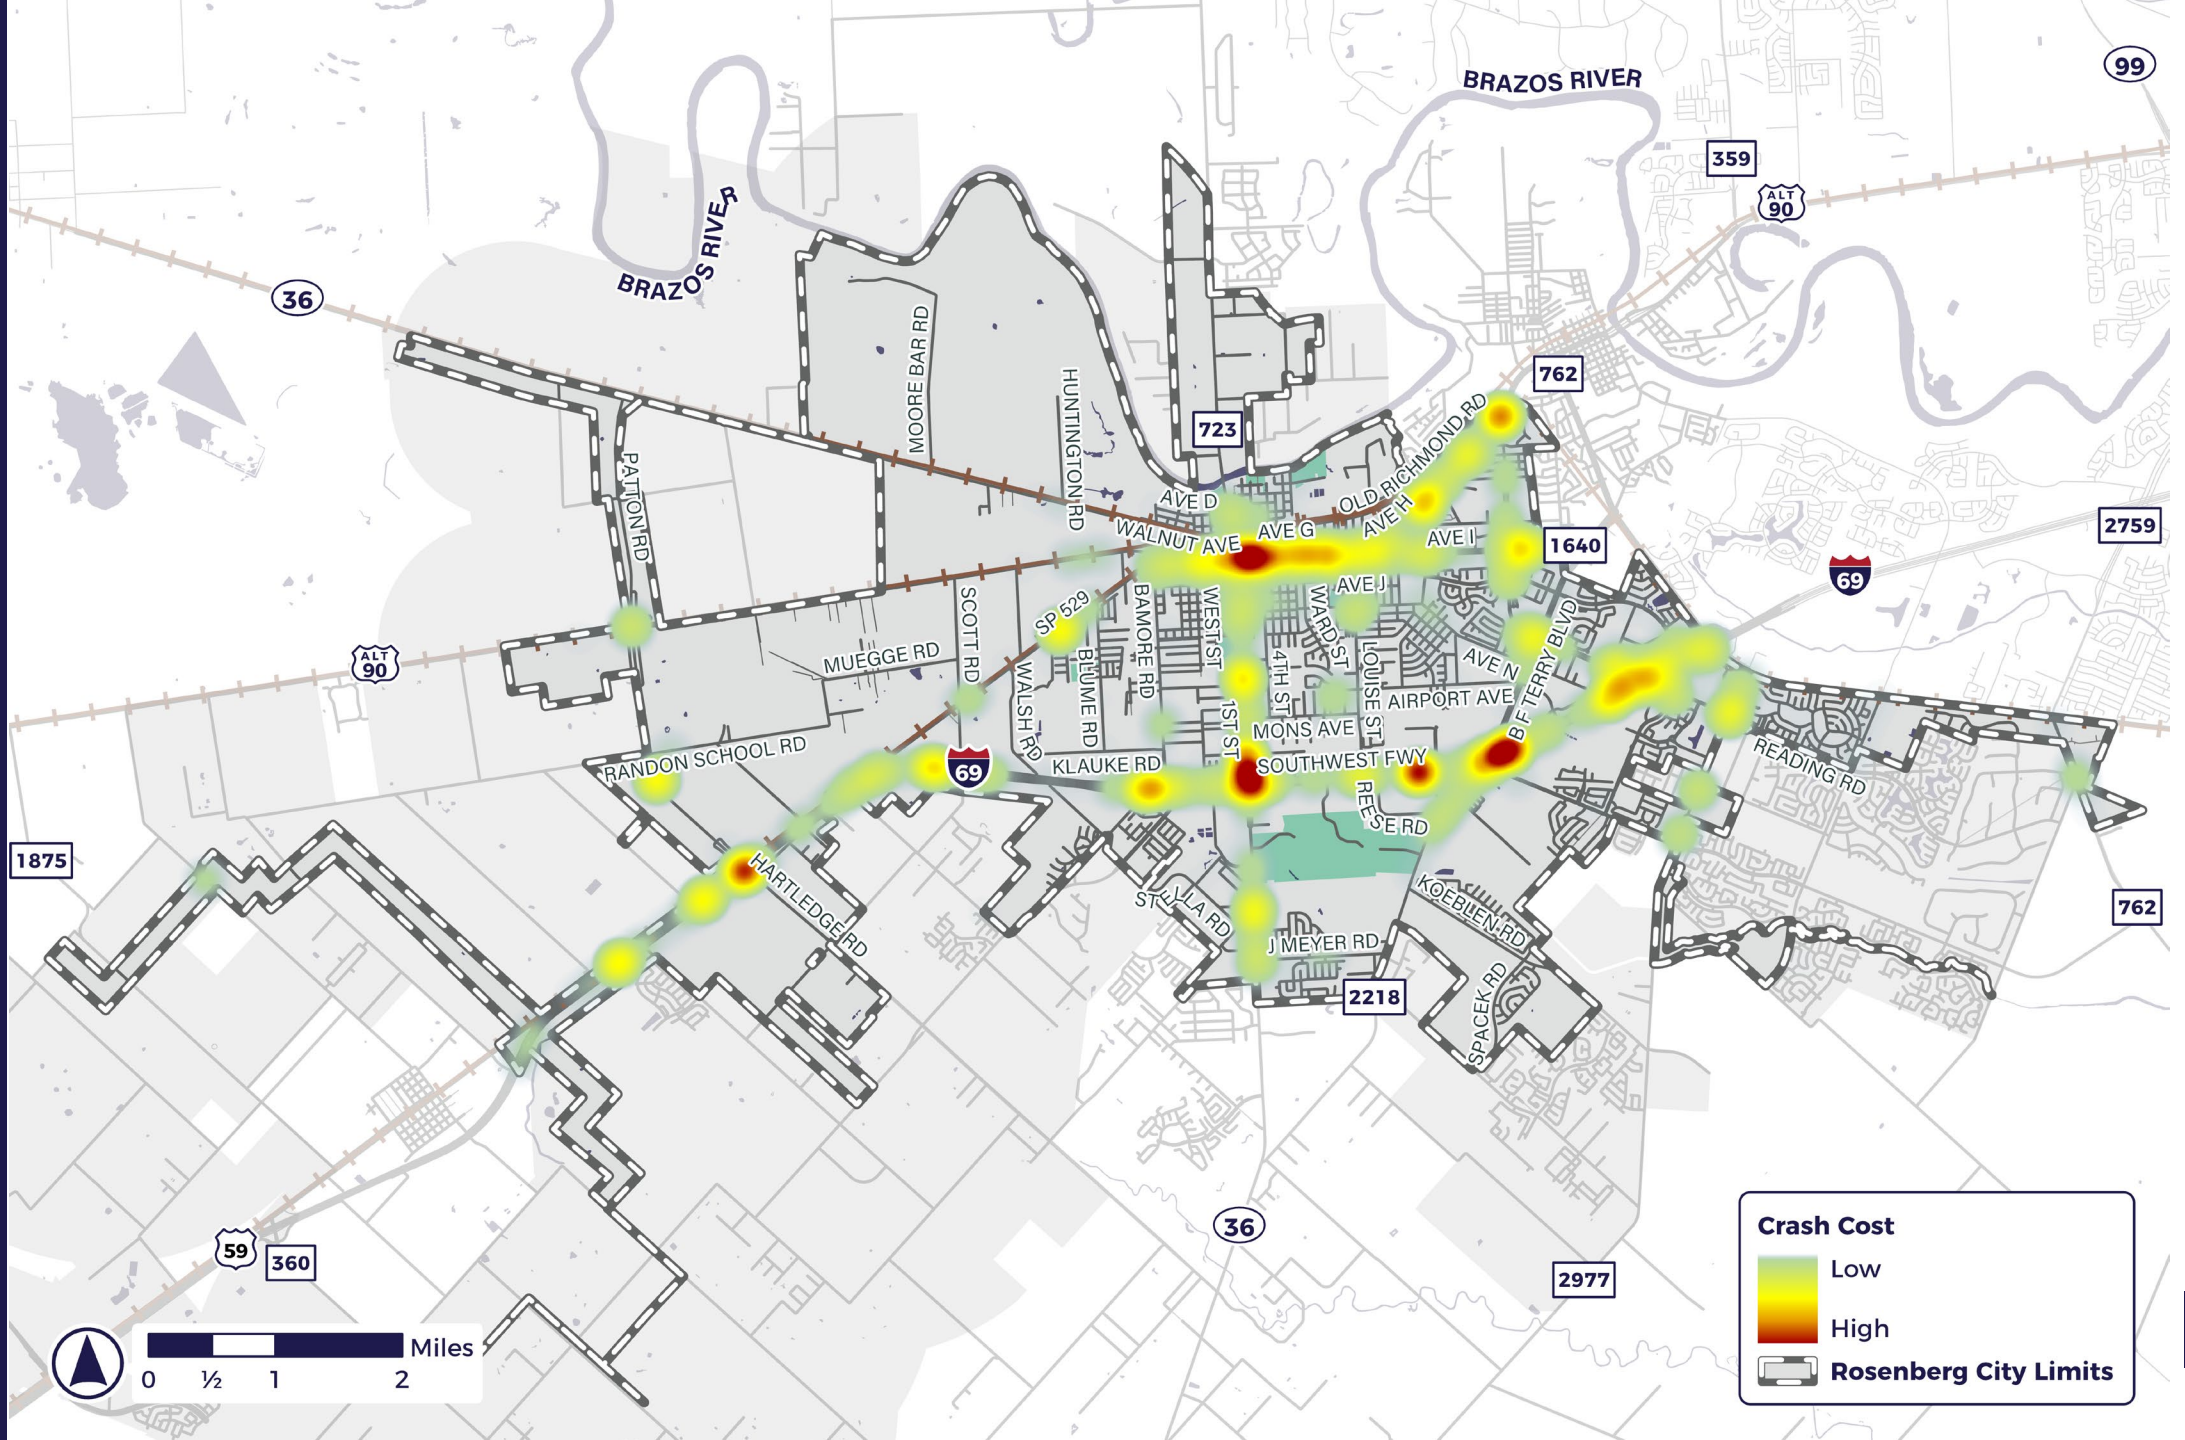 BRAZOS RIVER
99
359
ALT
90
BRAZOS RIVER
36
MOORE BAR RD
HUNTINGTON RD
762
723
OLD RICHMOND RD
PATTON RD
AVE D
WALNUT AVE
AVE G
AVE H
AVE I
1640
2759
69
AVE J
SP 529
SCOTT RD
BAMORE RD
WEST ST
WARD ST
B F TERRY BLVD
ALT
90
MUEGGE RD
WALSH RD
BLUME RD
4TH ST
LOUISE ST
AVE N
AIRPORT AVE
1ST ST
MONS AVE
RANDON SCHOOL RD
69
KLAUKE RD
SOUTHWEST FWY
READING RD
REESE RD
1875
HARTLEDGE RD
STELLA RD
KOEBLEN RD
762
J MEYER RD
2218
SPACEK RD
36
59
360
2977
Crash Cost
Low
High
Rosenberg City Limits
Miles
0 ½ 1 2